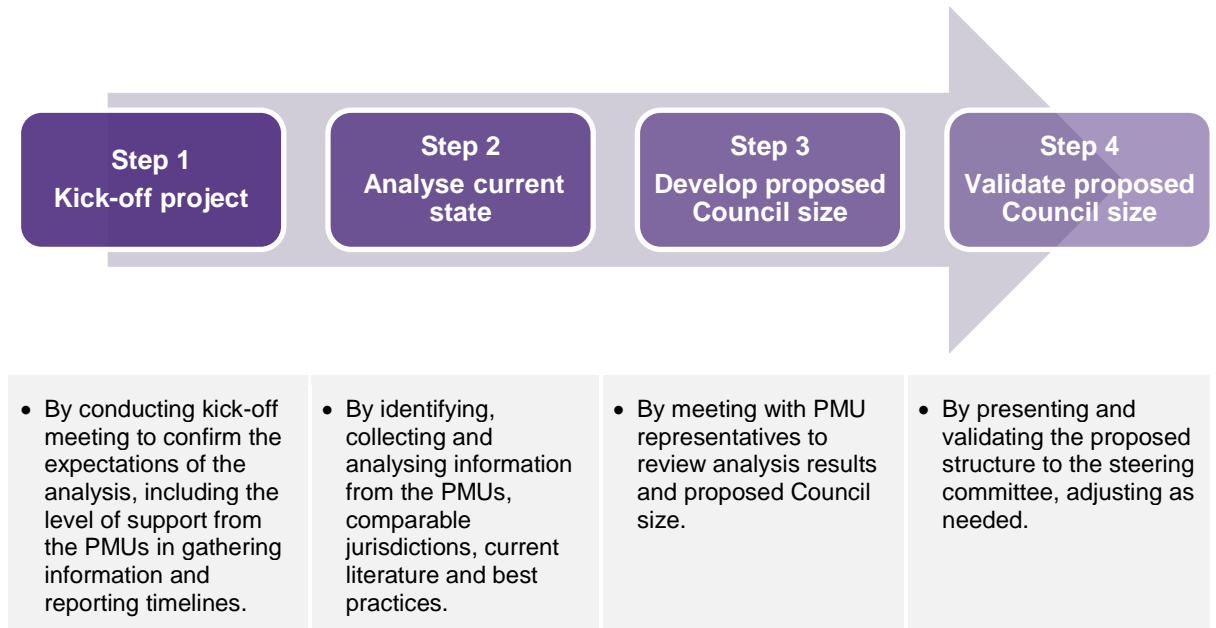 Step 1
Kick-off project
Step 2
Analyse current
state
Step 3
Develop proposed
Council size
Step 4
Validate proposed
Council size
• By conducting kick-off
meeting to confirm the
expectations of the
analysis, including the
level of support from
the PMUs in gathering
information and
reporting timelines.
• By identifying,
collecting and
analysing information
from the PMUs,
comparable
jurisdictions, current
literature and best
practices.
• By meeting with PMU
representatives to
review analysis results
and proposed Council
size.
• By presenting and
validating the proposed
structure to the steering
committee, adjusting as
needed.